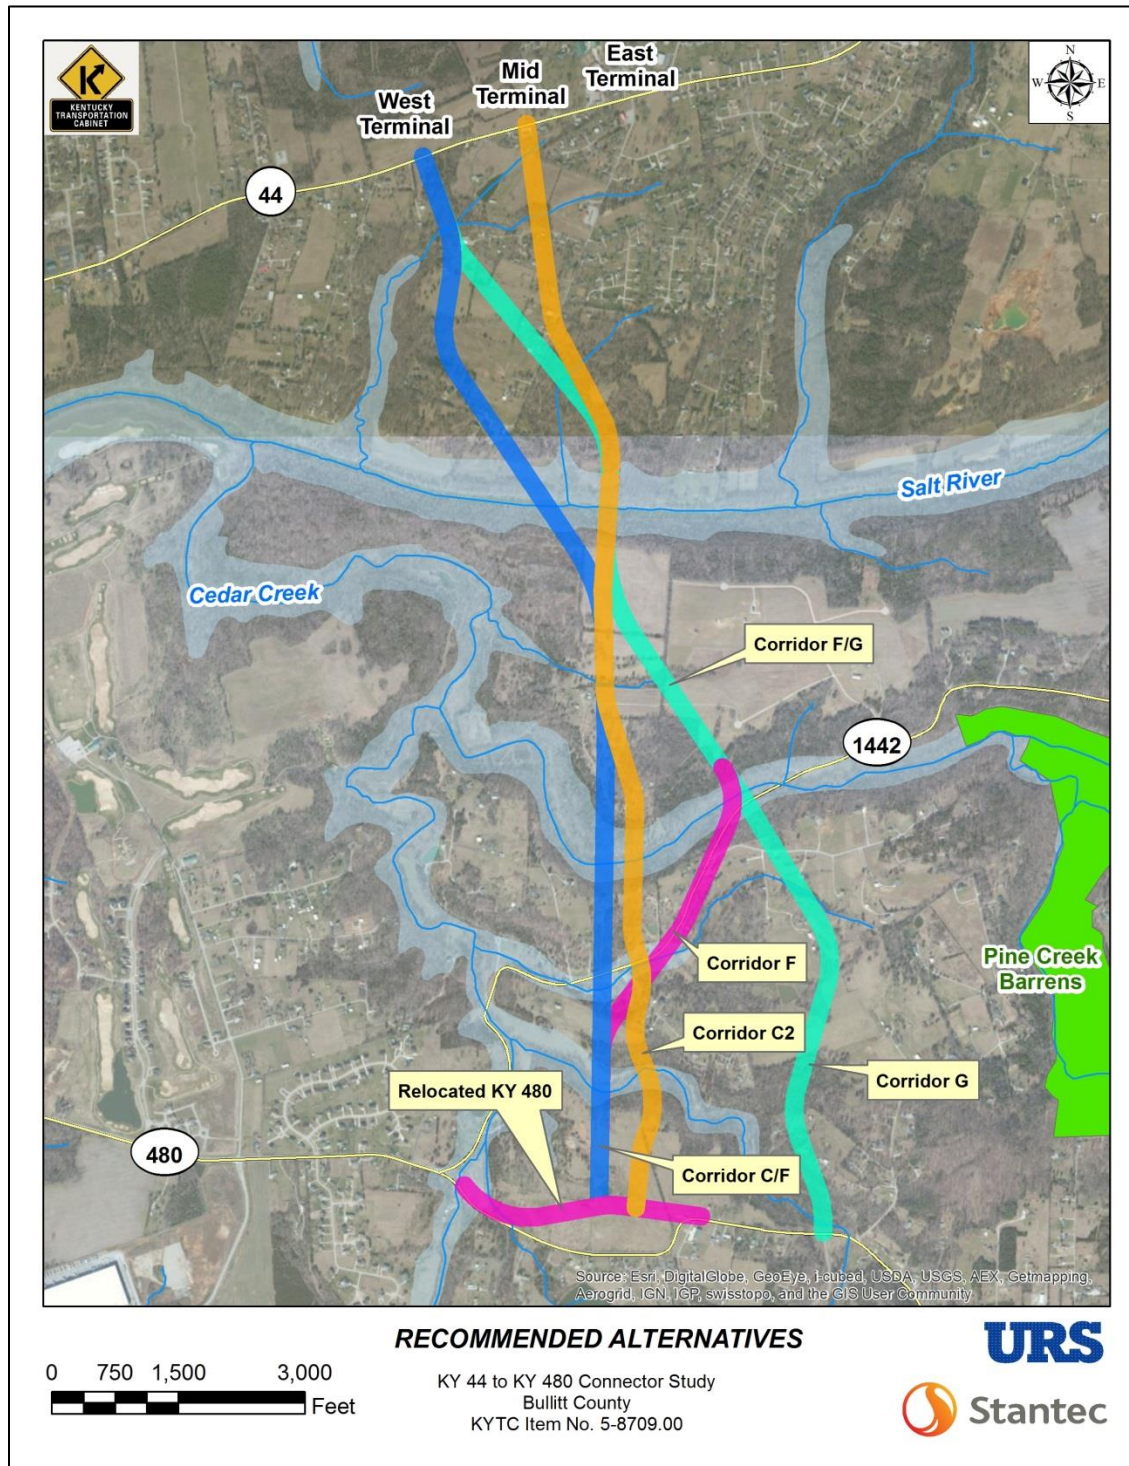 KENTUCKY
TRANSPORTATION
CABINET
West
Terminal
Mid
Terminal
East
Terminal
N
W
E
S
44
Salt River
Cedar Creek
Corridor F/G
1442
Corridor F
Pine Creek
Barrens
Corridor C2
Corridor G
Relocated KY 480
480
Corridor C/F
Source: Esri, DigitalGlobe, GeoEye, i-cubed, USDA, USGS, AEX, Getmapping,
Aerogrid, IGN, IGP, swisstopo, and the GIS User Community
RECOMMENDED ALTERNATIVES
KY 44 to KY 480 Connector Study
Bullitt County
KYTC Item No. 5-8709.00
0 750 1,500 3,000
Feet
URS
Stantec